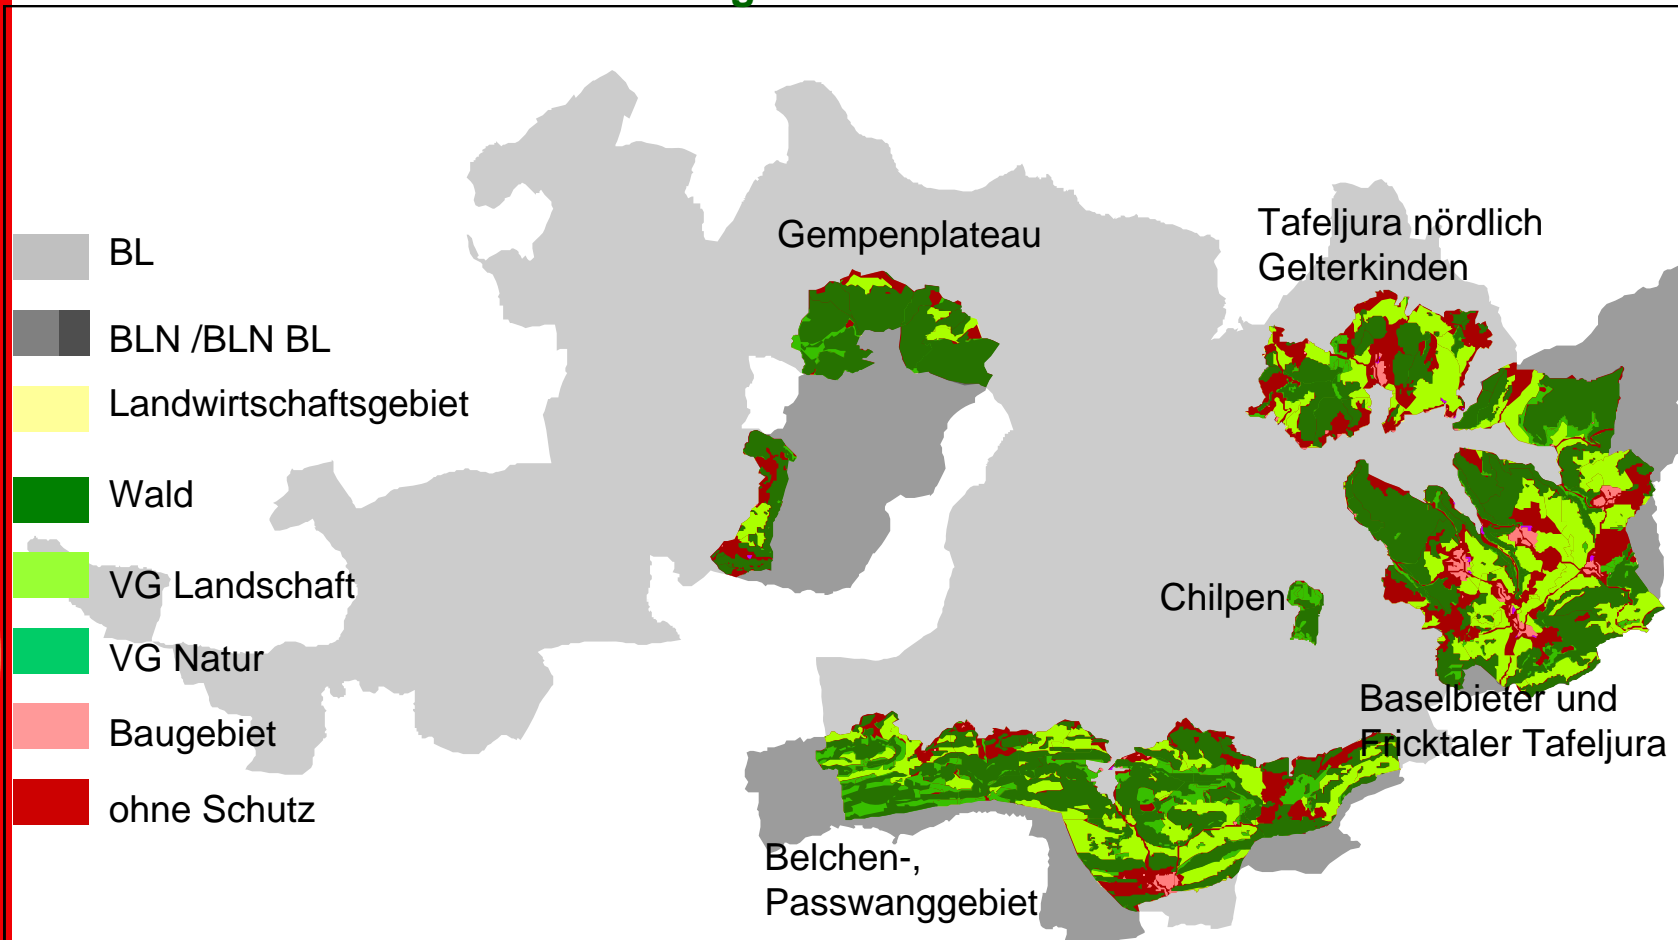 BL
BLN /BLN BL
Landwirtschaftsgebiet
Wald
VG Landschaft
VG Natur
Baugebiet
ohne Schutz
Gempenplateau
Tafeljura nördlich
Gelterkinden
Chilpen
Baselbieter und
Fricktaler Tafeljura
Belchen-,
Passwanggebiet